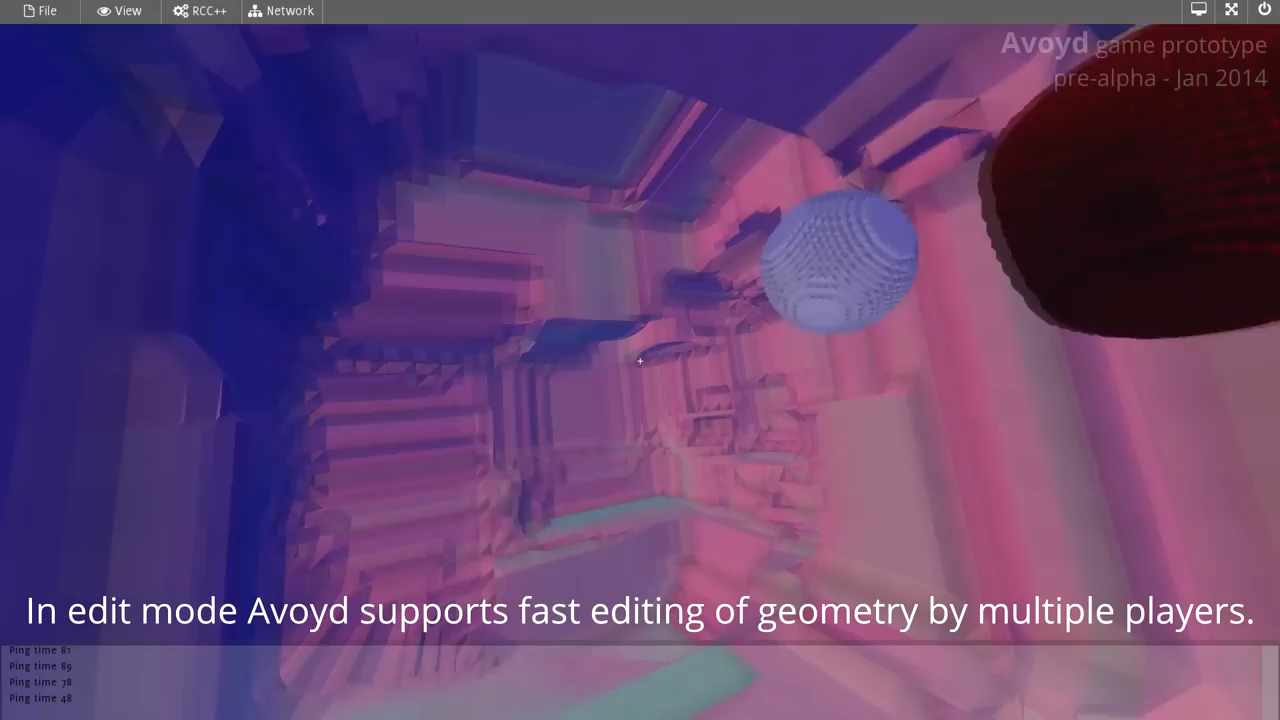 File View RCC++ Network
Avoyd game prototype
pre-alpha - Jan 2014
In edit mode Avoyd supports fast editing of geometry by multiple players.
Ping time 81
Ping time 89
Ping time 78
Ping time 48